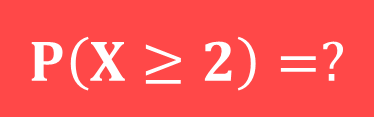 P(X ≥ 2) =?